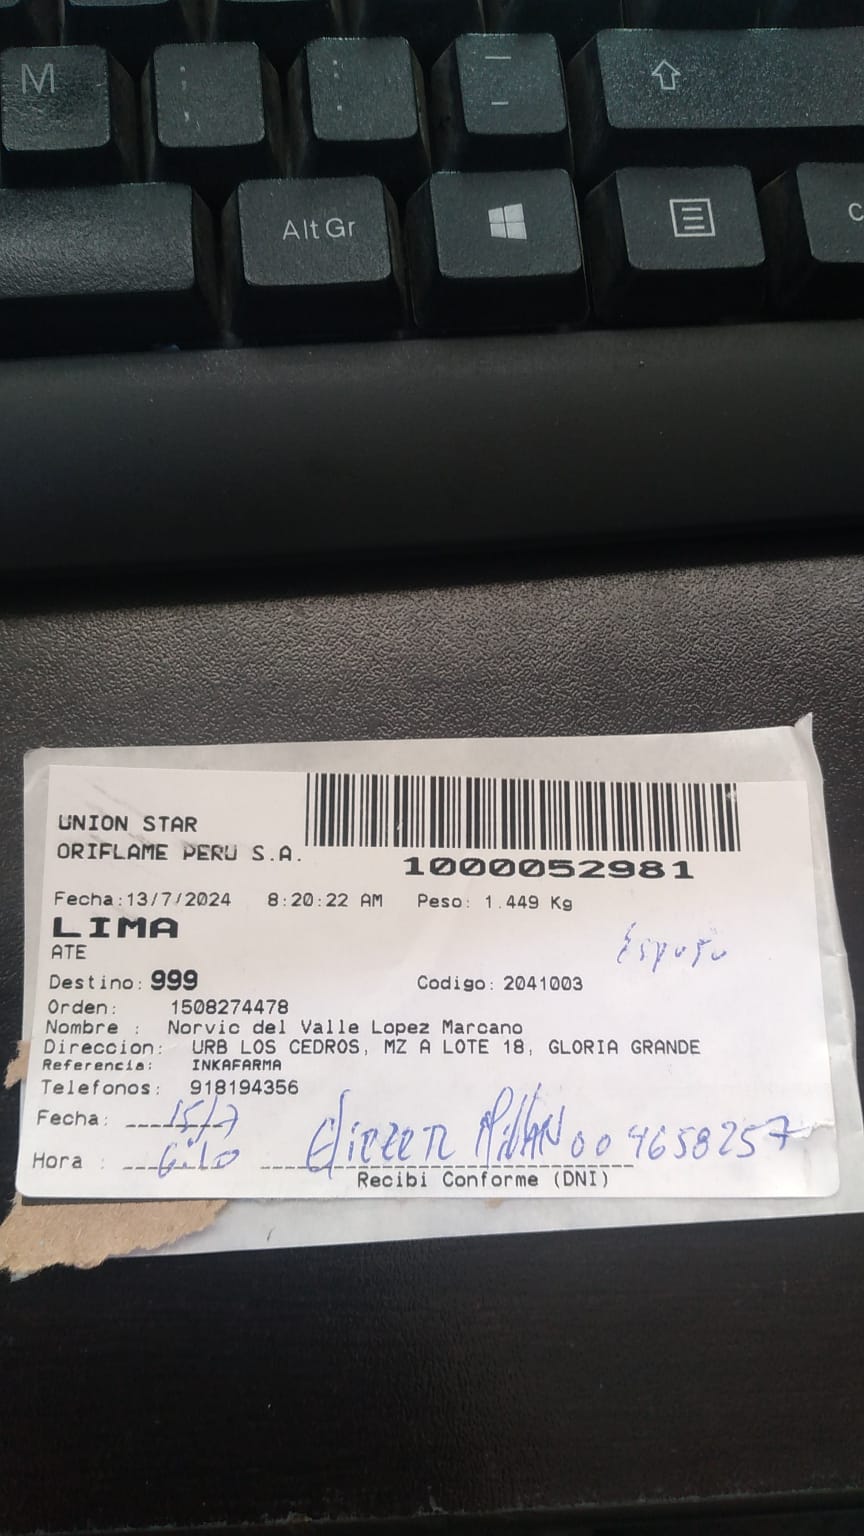 M ; , : . _ -
Alt Gr
C
UNION STAR
ORIFLAME PERU S.A.
1000052981
Fecha:13/7/2024 8:20:22 AM Peso: 1.449 Kg
LIMA
ATE
Esposo
Destino: 999 Codigo: 2041003
Orden: 1508274478
Nombre : Norvic del Valle Lopez Marcano
Direccion: URB LOS CEDROS, MZ A LOTE 18, GLORIA GRANDE
Referencia: INKAFARMA
Telefonos: 918194356
Fecha: 15/7
Hora : 6:10 Eliezer Millan 004658257
Recibi Conforme (DNI)